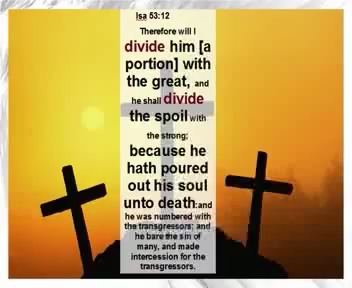 Isa 53:12
Therefore will I
divide him [a
portion] with
the great, and
he shall divide
the spoil with
the strong;
because he
hath poured
out his soul
unto death:and
he was numbered with
the transgressors; and
he bare the sin of
many, and made
intercession for the
transgressors.